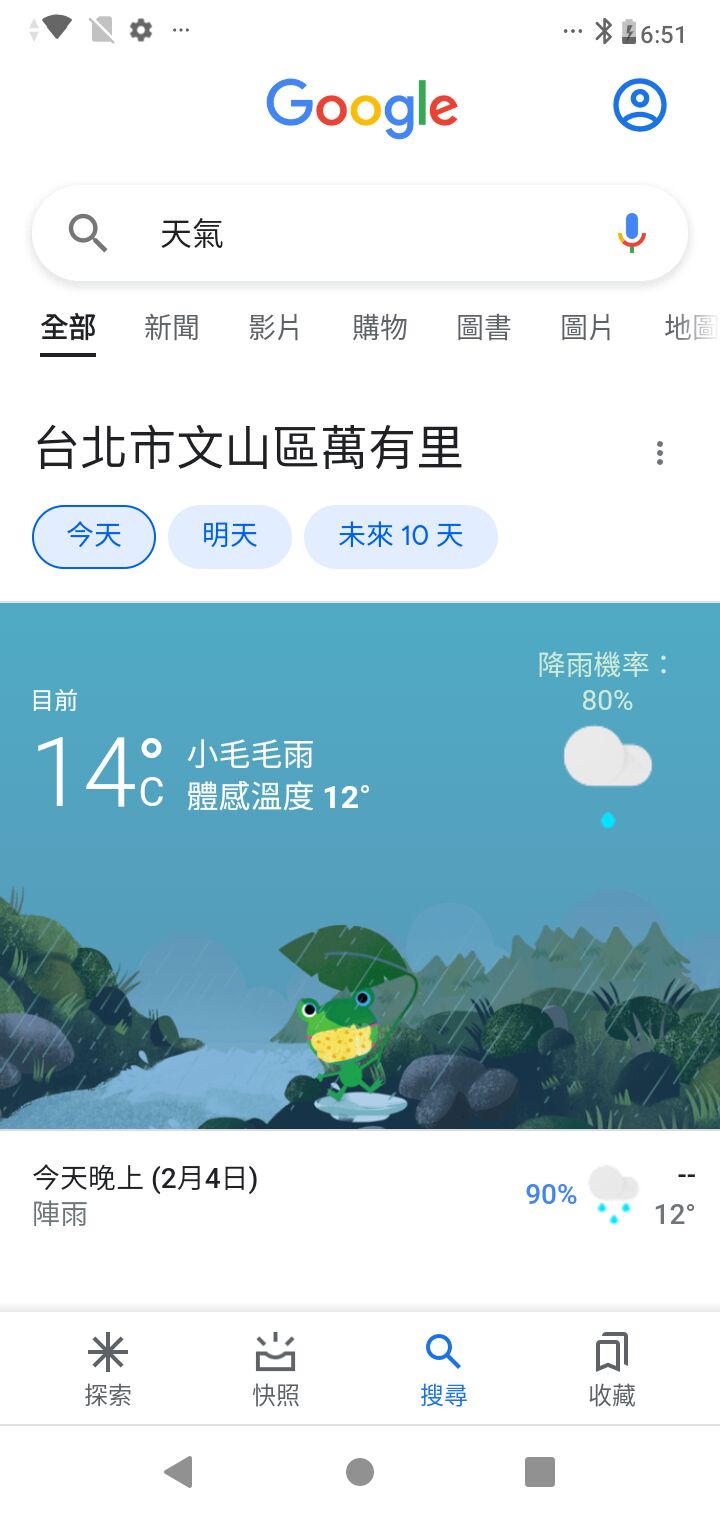 6:51
Google
天氣
全部 新聞 影片 購物 圖書 圖片 地圖
台北市文山區萬有里
今天 明天 未來 10 天
降雨機率：
80%
目前
14°C
小毛毛雨
體感溫度 12°
今天晚上 (2月4日)
陣雨
90%
--
12°
探索 快照 搜尋 收藏